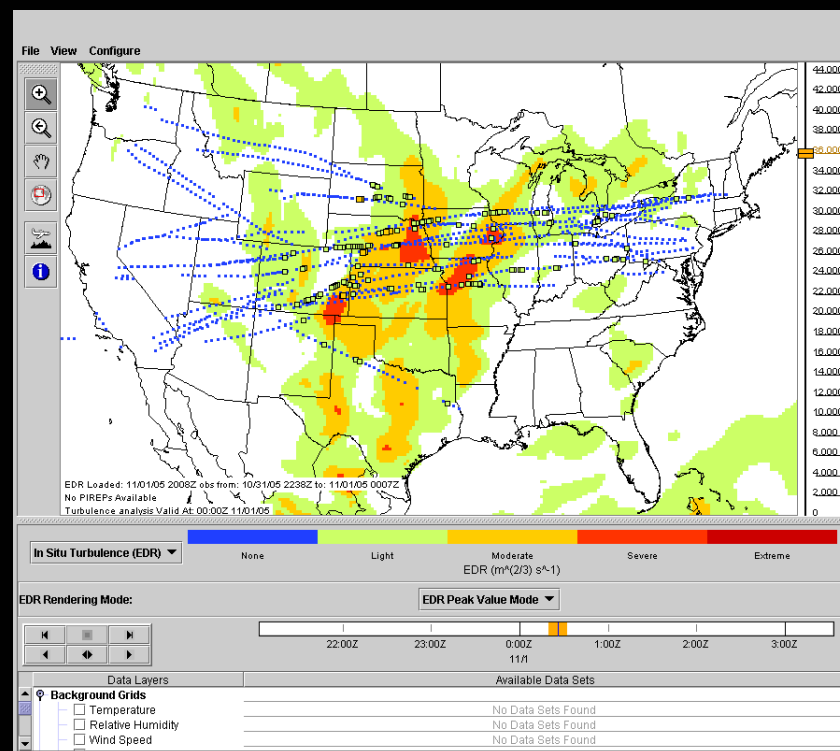 File View Configure
44.000
42.000
40.000
38.000
36.000
34.000
32.000
30.000
28.000
26.000
24.000
22.000
20.000
18.000
16.000
14.000
12.000
10.000
8.000
6.000
4.000
2.000
0
EDR Loaded: 11/01/05 2008Z obs from: 10/31/05 2238Z to: 11/01/05 0007Z
No PIREPs Available
Turbulence analysis Valid At: 00:00Z 11/01/05
In Situ Turbulence (EDR)
None Light Moderate Severe Extreme
EDR (m^(2/3) s^-1)
EDR Rendering Mode: EDR Peak Value Mode
22:00Z 23:00Z 0:00Z 1:00Z 2:00Z 3:00Z
11/1
Data Layers Available Data Sets
Background Grids
Temperature No Data Sets Found
Relative Humidity No Data Sets Found
Wind Speed No Data Sets Found